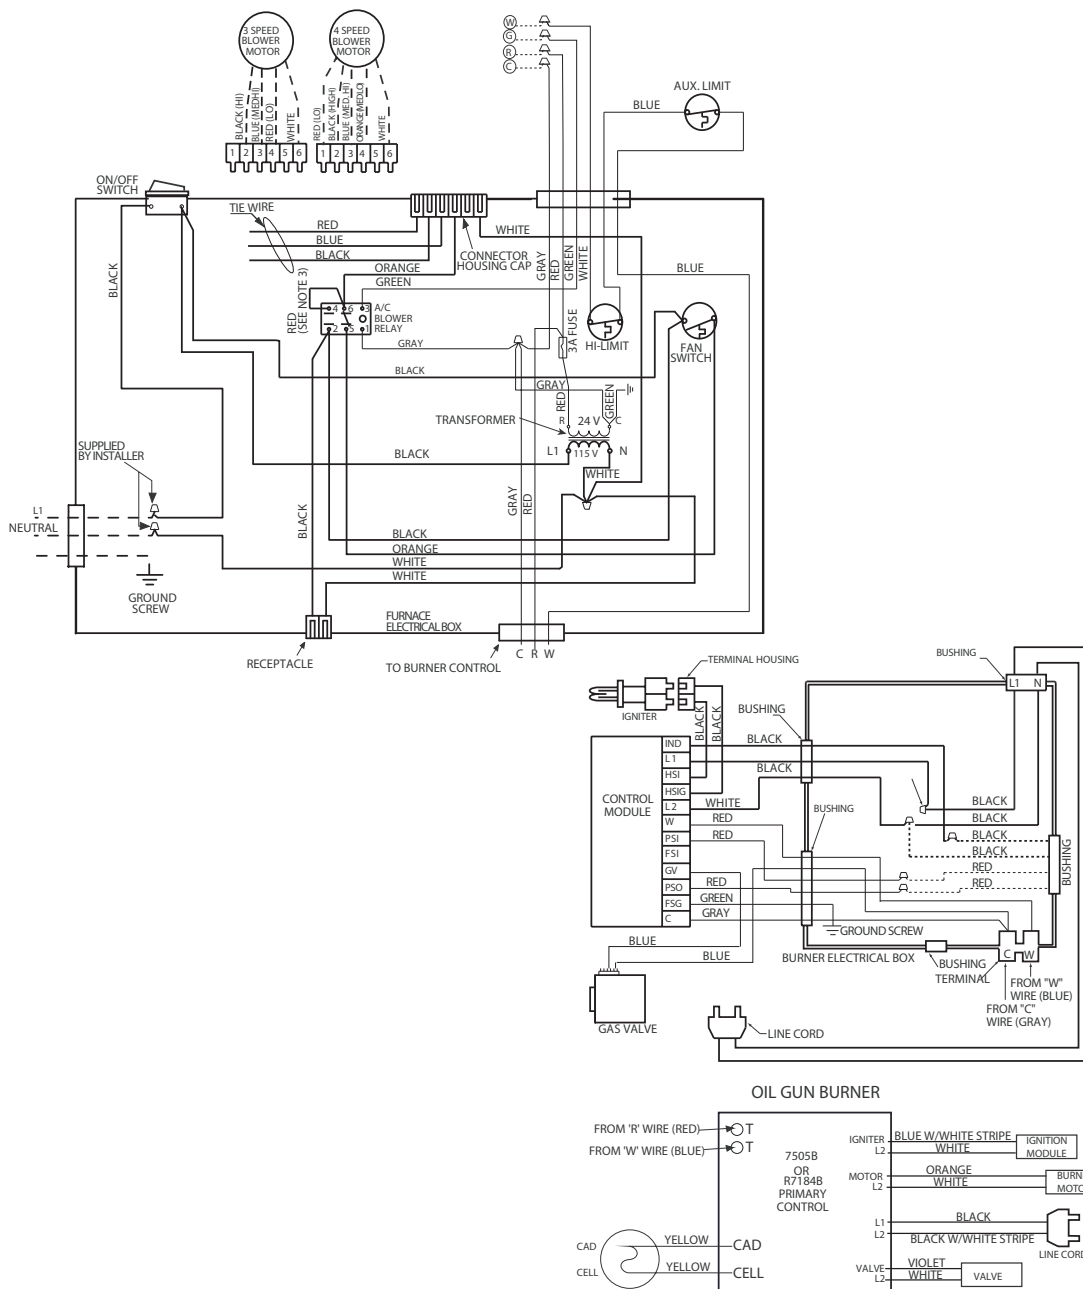 3 SPEED
BLOWER
MOTOR
4 SPEED
BLOWER
MOTOR
W
G
R
C
BLACK (HI)
BLUE (MEDHI)
RED (LO)
WHITE
RED (LO)
BLACK (HIGH)
BLUE (MED. HI)
ORANGE(MEDLO)
WHITE
1 2 3 4 5 6
1 2 3 4 5 6
AUX. LIMIT
BLUE
ON/OFF
SWITCH
TIE WIRE
RED
BLUE
BLACK
WHITE
CONNECTOR
HOUSING CAP
ORANGE
GREEN
GRAY
RED
GREEN
WHITE
BLUE
BLACK
RED
(SEE NOTE 3)
4 6 3
2 5 1
A/C
BLOWER
RELAY
GRAY
3A FUSE
HI-LIMIT
FAN
SWITCH
BLACK
GRAY
RED
GREEN
TRANSFORMER
R 24 V C
L1 115 V N
BLACK
WHITE
SUPPLIED
BY INSTALLER
L1
NEUTRAL
GRAY
RED
BLACK
BLACK
ORANGE
WHITE
WHITE
GROUND
SCREW
FURNACE
ELECTRICAL BOX
RECEPTACLE
TO BURNER CONTROL
C R W
TERMINAL HOUSING
IGNITER
BLACK
BLACK
BUSHING
BUSHING
L1 N
CONTROL
MODULE
IND
L1
HSI
HSIG
L2
W
PSI
FSI
GV
PSO
FSG
C
BLACK
BLACK
WHITE
RED
RED
RED
GREEN
GRAY
BUSHING
BLACK
BLACK
BLACK
BLACK
RED
RED
BUSHING
GROUND SCREW
BLUE
BLUE
BURNER ELECTRICAL BOX
BUSHING
TERMINAL
C W
FROM "W"
WIRE (BLUE)
FROM "C"
WIRE (GRAY)
GAS VALVE
LINE CORD
OIL GUN BURNER
FROM 'R' WIRE (RED)
T
FROM 'W' WIRE (BLUE)
T
7505B
OR
R7184B
PRIMARY
CONTROL
IGNITER
L2
BLUE W/WHITE STRIPE
WHITE
IGNITION
MODULE
MOTOR
L2
ORANGE
WHITE
BURN
MOTO
L1
L2
BLACK
BLACK W/WHITE STRIPE
LINE CORD
CAD
CELL
YELLOW
YELLOW
CAD
CELL
VALVE
L2
VIOLET
WHITE
VALVE